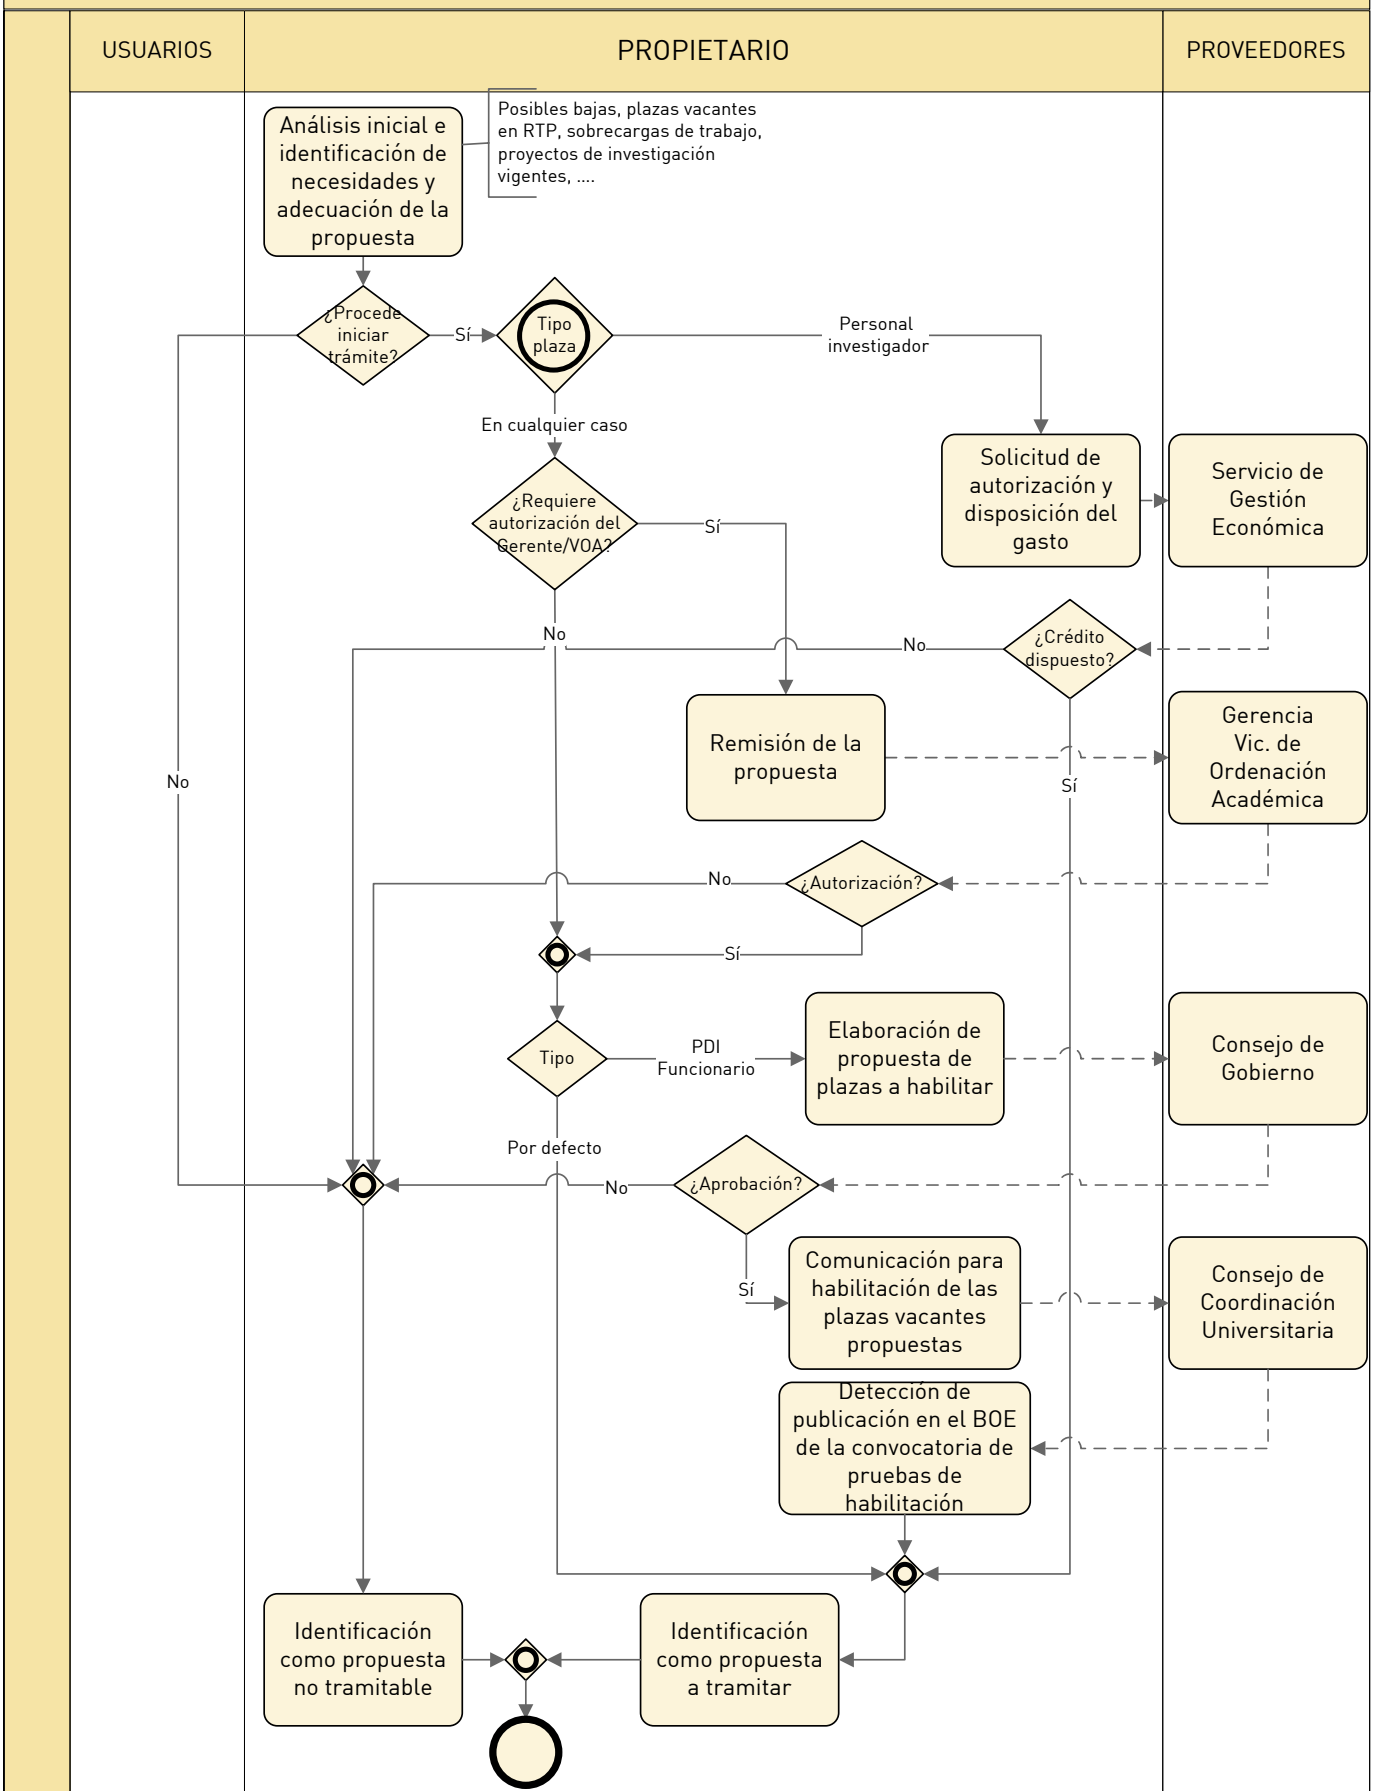 USUARIOS
PROPIETARIO
PROVEEDORES
Análisis inicial e
identificación de
necesidades y
adecuación de la
propuesta
Posibles bajas, plazas vacantes
en RTP, sobrecargas de trabajo,
proyectos de investigación
vigentes, ....
¿Procede
iniciar
trámite?
Sí
Tipo
plaza
Personal
investigador
En cualquier caso
Solicitud de
autorización y
disposición del
gasto
Servicio de
Gestión
Económica
¿Requiere
autorización del
Gerente/VOA?
Sí
No
No
¿Crédito
dispuesto?
Remisión de la
propuesta
Gerencia
Vic. de
Ordenación
Académica
No
Sí
No
¿Autorización?
Sí
Tipo
PDI
Funcionario
Elaboración de
propuesta de
plazas a habilitar
Consejo de
Gobierno
Por defecto
No
¿Aprobación?
Sí
Comunicación para
habilitación de las
plazas vacantes
propuestas
Consejo de
Coordinación
Universitaria
Detección de
publicación en el BOE
de la convocatoria de
pruebas de
habilitación
Identificación
como propuesta
no tramitable
Identificación
como propuesta
a tramitar